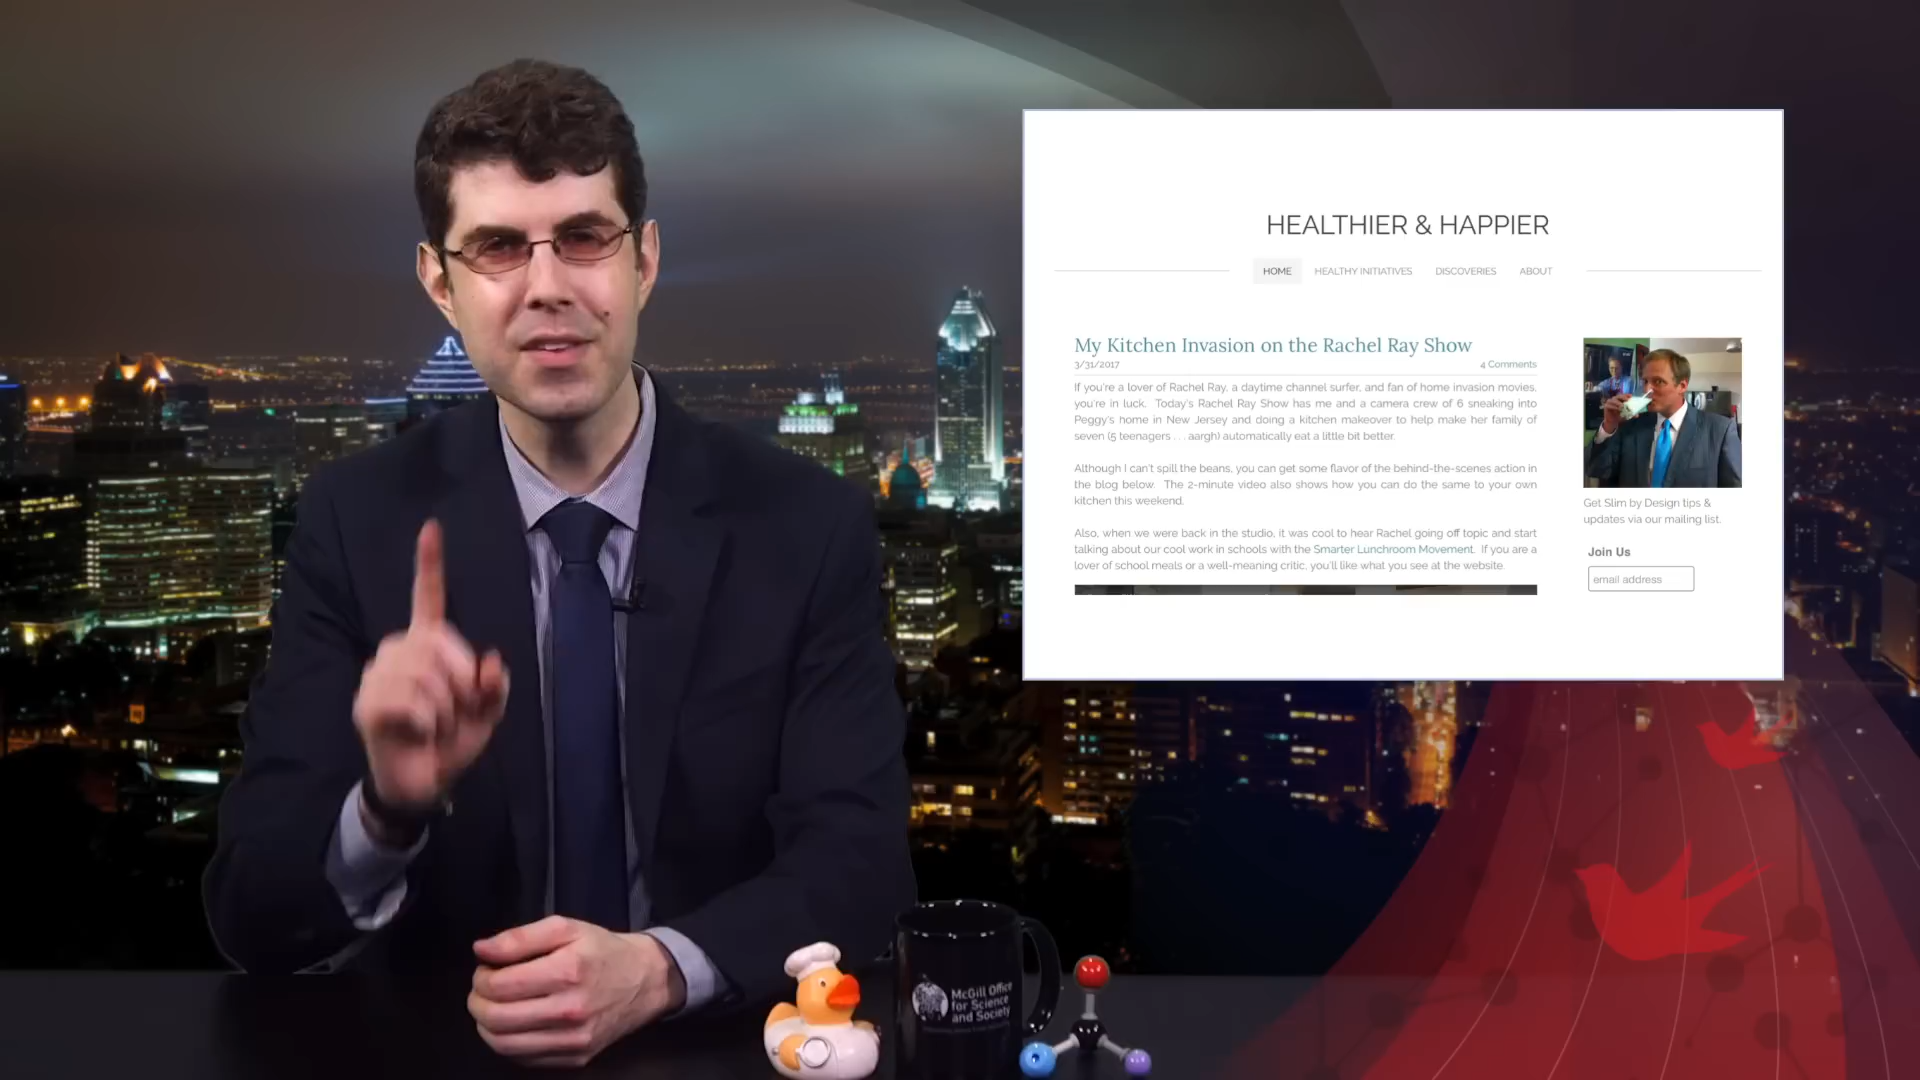 HEALTHIER & HAPPIER
HOME HEALTHY INITIATIVES DISCOVERIES ABOUT
My Kitchen Invasion on the Rachel Ray Show
3/31/2017 4 Comments
If you're a lover of Rachel Ray, a daytime channel surfer, and fan of home invasion movies,
you're in luck. Today's Rachel Ray Show has me and a camera crew of 6 sneaking into
Peggy's home in New Jersey and doing a kitchen makeover to help make her family of
seven (5 teenagers . . . aargh) automatically eat a little bit better.
Although I can't spill the beans, you can get some flavor of the behind-the-scenes action in
the blog below. The 2-minute video also shows how you can do the same to your own
kitchen this weekend.
Also, when we were back in the studio, it was cool to hear Rachel going off topic and start
talking about our cool work in schools with the Smarter Lunchroom Movement. If you are a
lover of school meals or a well-meaning critic, you'll like what you see at the website.
Get Slim by Design tips &
updates via our mailing list.
Join Us
email address
McGill Office
for Science
and Society